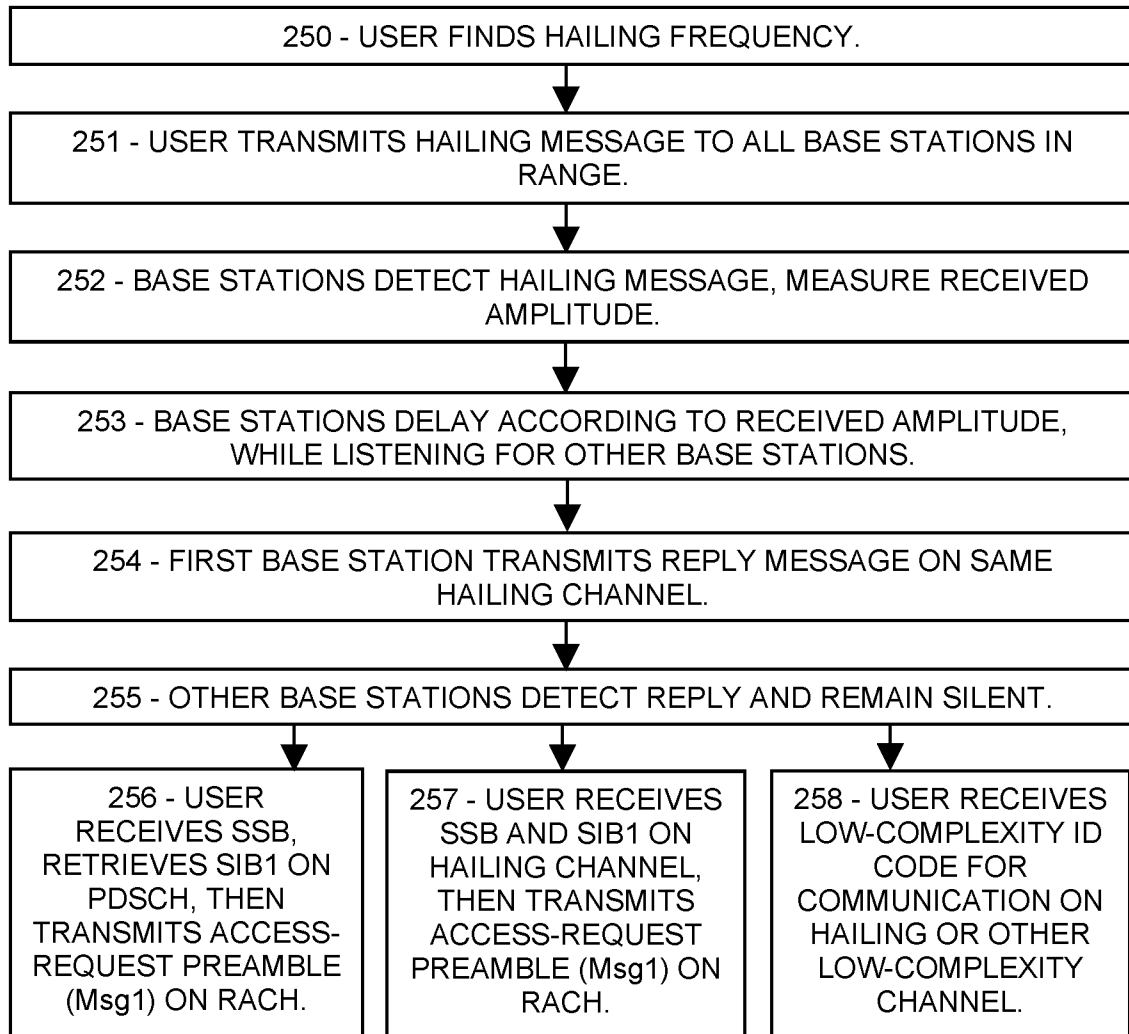 250 - USER FINDS HAILING FREQUENCY.
251 - USER TRANSMITS HAILING MESSAGE TO ALL BASE STATIONS IN
RANGE.
252 - BASE STATIONS DETECT HAILING MESSAGE, MEASURE RECEIVED
AMPLITUDE.
253 - BASE STATIONS DELAY ACCORDING TO RECEIVED AMPLITUDE,
WHILE LISTENING FOR OTHER BASE STATIONS.
254 - FIRST BASE STATION TRANSMITS REPLY MESSAGE ON SAME
HAILING CHANNEL.
255 - OTHER BASE STATIONS DETECT REPLY AND REMAIN SILENT.
256 - USER
RECEIVES SSB,
RETRIEVES SIB1 ON
PDSCH, THEN
TRANSMITS ACCESS-
REQUEST PREAMBLE
(Msg1) ON RACH.
257 - USER RECEIVES
SSB AND SIB1 ON
HAILING CHANNEL,
THEN TRANSMITS
ACCESS-REQUEST
PREAMBLE (Msg1) ON
RACH.
258 - USER RECEIVES
LOW-COMPLEXITY ID
CODE FOR
COMMUNICATION ON
HAILING OR OTHER
LOW-COMPLEXITY
CHANNEL.